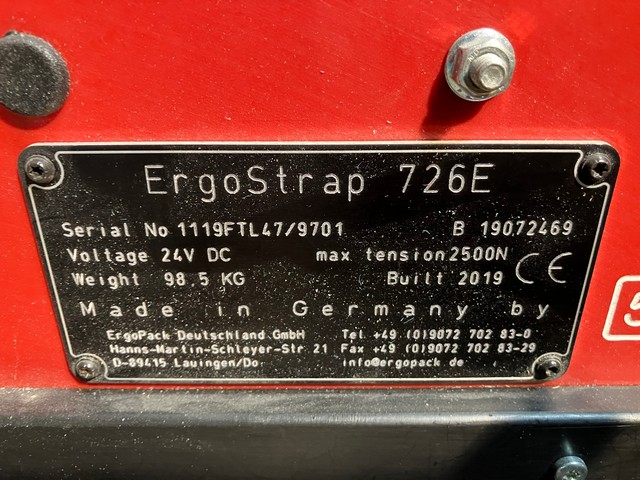 ErgoStrap 726E
Serial No 1119FTL47/9701 B 19072469
Voltage 24V DC max tension 2500N
Weight 98.5 KG Built 2019 CE
Made in Germany by
ErgoPack Deutschland GmbH Tel +49 (0)9072 702 83-0
Hanns-Martin-Schleyer-Str 21 Fax +49 (0)9072 702 83-29
D-89415 Lauingen/Do info@ergopack.de